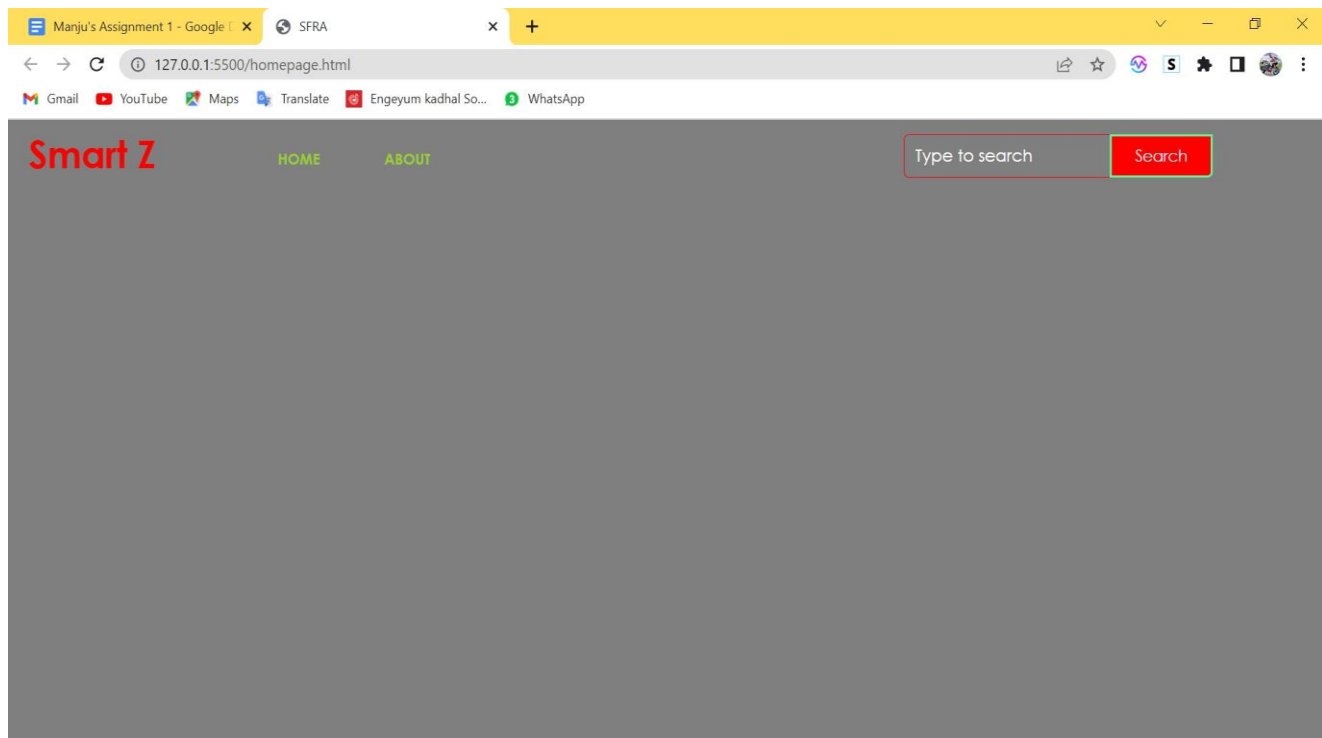 Manju's Assignment 1 - Google
SFRA
127.0.0.1:5500/homepage.html
S
Gmail YouTube Maps Translate Engeyum kadhal So... 3 WhatsApp
Smart Z HOME ABOUT Type to search Search